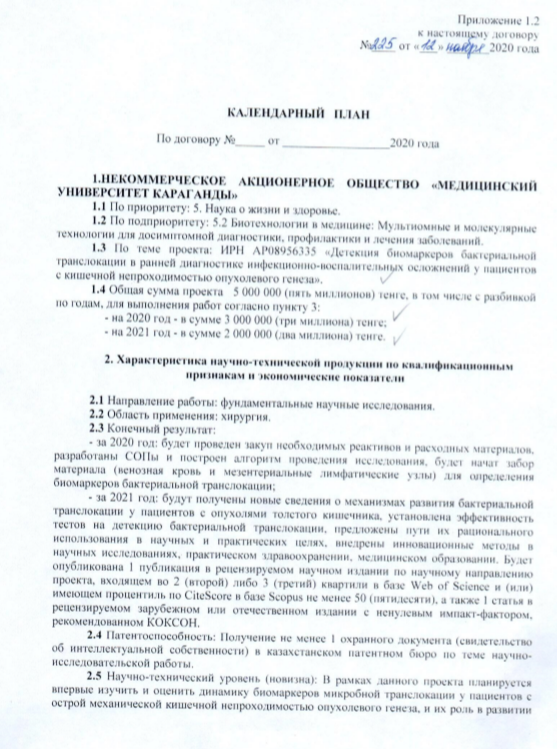 Приложение 1.2
к настоящему договору
№225 от «12» ноября 2020 года
КАЛЕНДАРНЫЙ ПЛАН
По договору №_____ от ___________________2020 года
1.НЕКОММЕРЧЕСКОЕ АКЦИОНЕРНОЕ ОБЩЕСТВО «МЕДИЦИНСКИЙ
УНИВЕРСИТЕТ КАРАГАНДЫ»
1.1 По приоритету: 5. Наука о жизни и здоровье.
1.2 По подприоритету: 5.2 Биотехнологии в медицине: Мультиомные и молекулярные
технологии для досимптомной диагностики, профилактики и лечения заболеваний.
1.3 По теме проекта: ИРН АР08956335 «Детекция биомаркеров бактериальной
транслокации в ранней диагностике инфекционно-воспалительных осложнений у пациентов
с кишечной непроходимостью опухолевого генеза».
1.4 Общая сумма проекта 5 000 000 (пять миллионов) тенге, в том числе с разбивкой
по годам, для выполнения работ согласно пункту 3:
- на 2020 год - в сумме 3 000 000 (три миллиона) тенге;
- на 2021 год - в сумме 2 000 000 (два миллиона) тенге.
2. Характеристика научно-технической продукции по квалификационным
признакам и экономические показатели
2.1 Направление работы: фундаментальные научные исследования.
2.2 Область применения: хирургия.
2.3 Конечный результат:
- за 2020 год: будет проведен закуп необходимых реактивов и расходных материалов,
разработаны СОПы и построен алгоритм проведения исследования, будет начат забор
материала (венозная кровь и мезентериальные лимфатические узлы) для определения
биомаркеров бактериальной транслокации;
- за 2021 год: будут получены новые сведения о механизмах развития бактериальной
транслокации у пациентов с опухолями толстого кишечника, установлена эффективность
тестов на детекцию бактериальной транслокации, предложены пути их рационального
использования в научных и практических целях, внедрены инновационные методы в
научных исследованиях, практическом здравоохранении, медицинском образовании. Будет
опубликована 1 публикация в рецензируемом научном издании по научному направлению
проекта, входящем во 2 (второй) либо 3 (третий) квартили в базе Web of Science и (или)
имеющем процентиль по CiteScore в базе Scopus не менее 50 (пятидесяти), а также 1 статья в
рецензируемом зарубежном или отечественном издании с ненулевым импакт-фактором,
рекомендованном КОКСОН.
2.4 Патентоспособность: Получение не менее 1 охранного документа (свидетельство
об интеллектуальной собственности) в казахстанском патентном бюро по теме научно-
исследовательской работы.
2.5 Научно-технический уровень (новизна): В рамках данного проекта планируется
впервые изучить и оценить динамику биомаркеров микробной транслокации у пациентов с
острой механической кишечной непроходимостью опухолевого генеза, и их роль в развитии